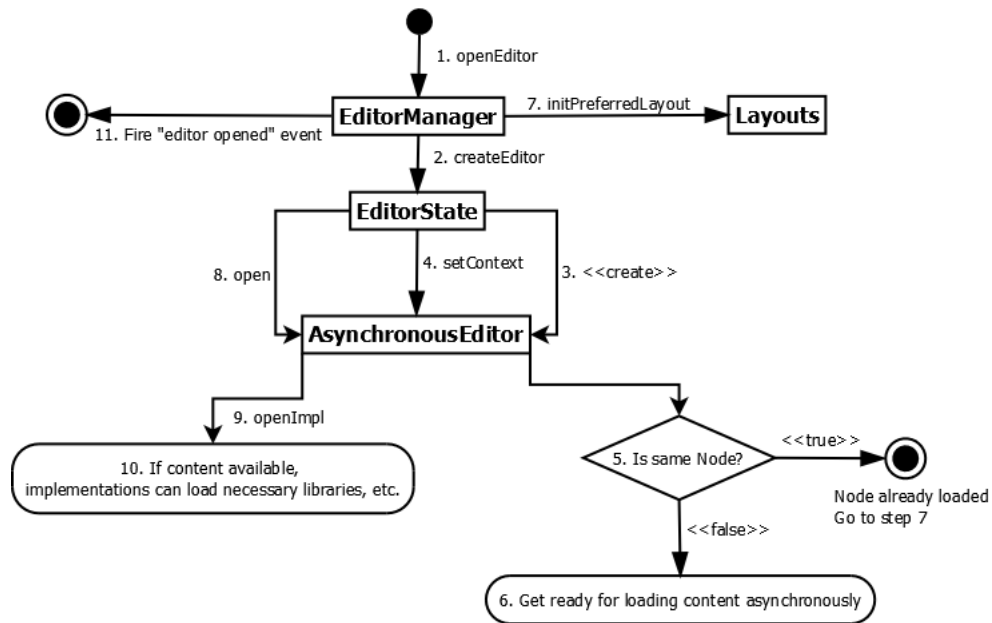 1. openEditor
7. initPreferredLayout
EditorManager
Layouts
11. Fire "editor opened" event
2. createEditor
EditorState
8. open
4. setContext
3. <<create>>
AsynchronousEditor
9. openImpl
<<true>>
10. If content available,
implementations can load necessary libraries, etc.
5. Is same Node?
Node already loaded
Go to step 7
<<false>>
6. Get ready for loading content asynchronously